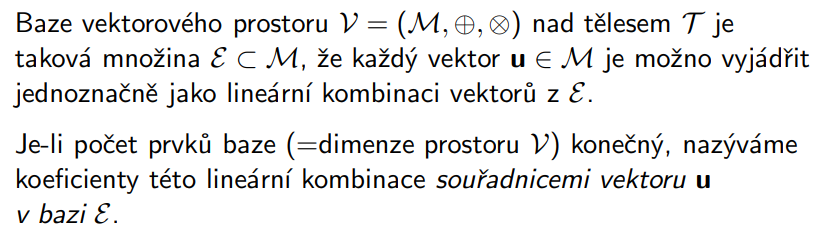 Baze vektorového prostoru 𝒱 = (ℳ, ⊕, ⊗) nad tělesem 𝒯 je
taková množina ℰ ⊂ ℳ, že každý vektor 𝐮 ∈ ℳ je možno vyjádřit
jednoznačně jako lineární kombinaci vektorů z ℰ.
Je-li počet prvků baze (=dimenze prostoru 𝒱) konečný, nazýváme
koeficienty této lineární kombinace souřadnicemi vektoru 𝐮
v bazi ℰ.